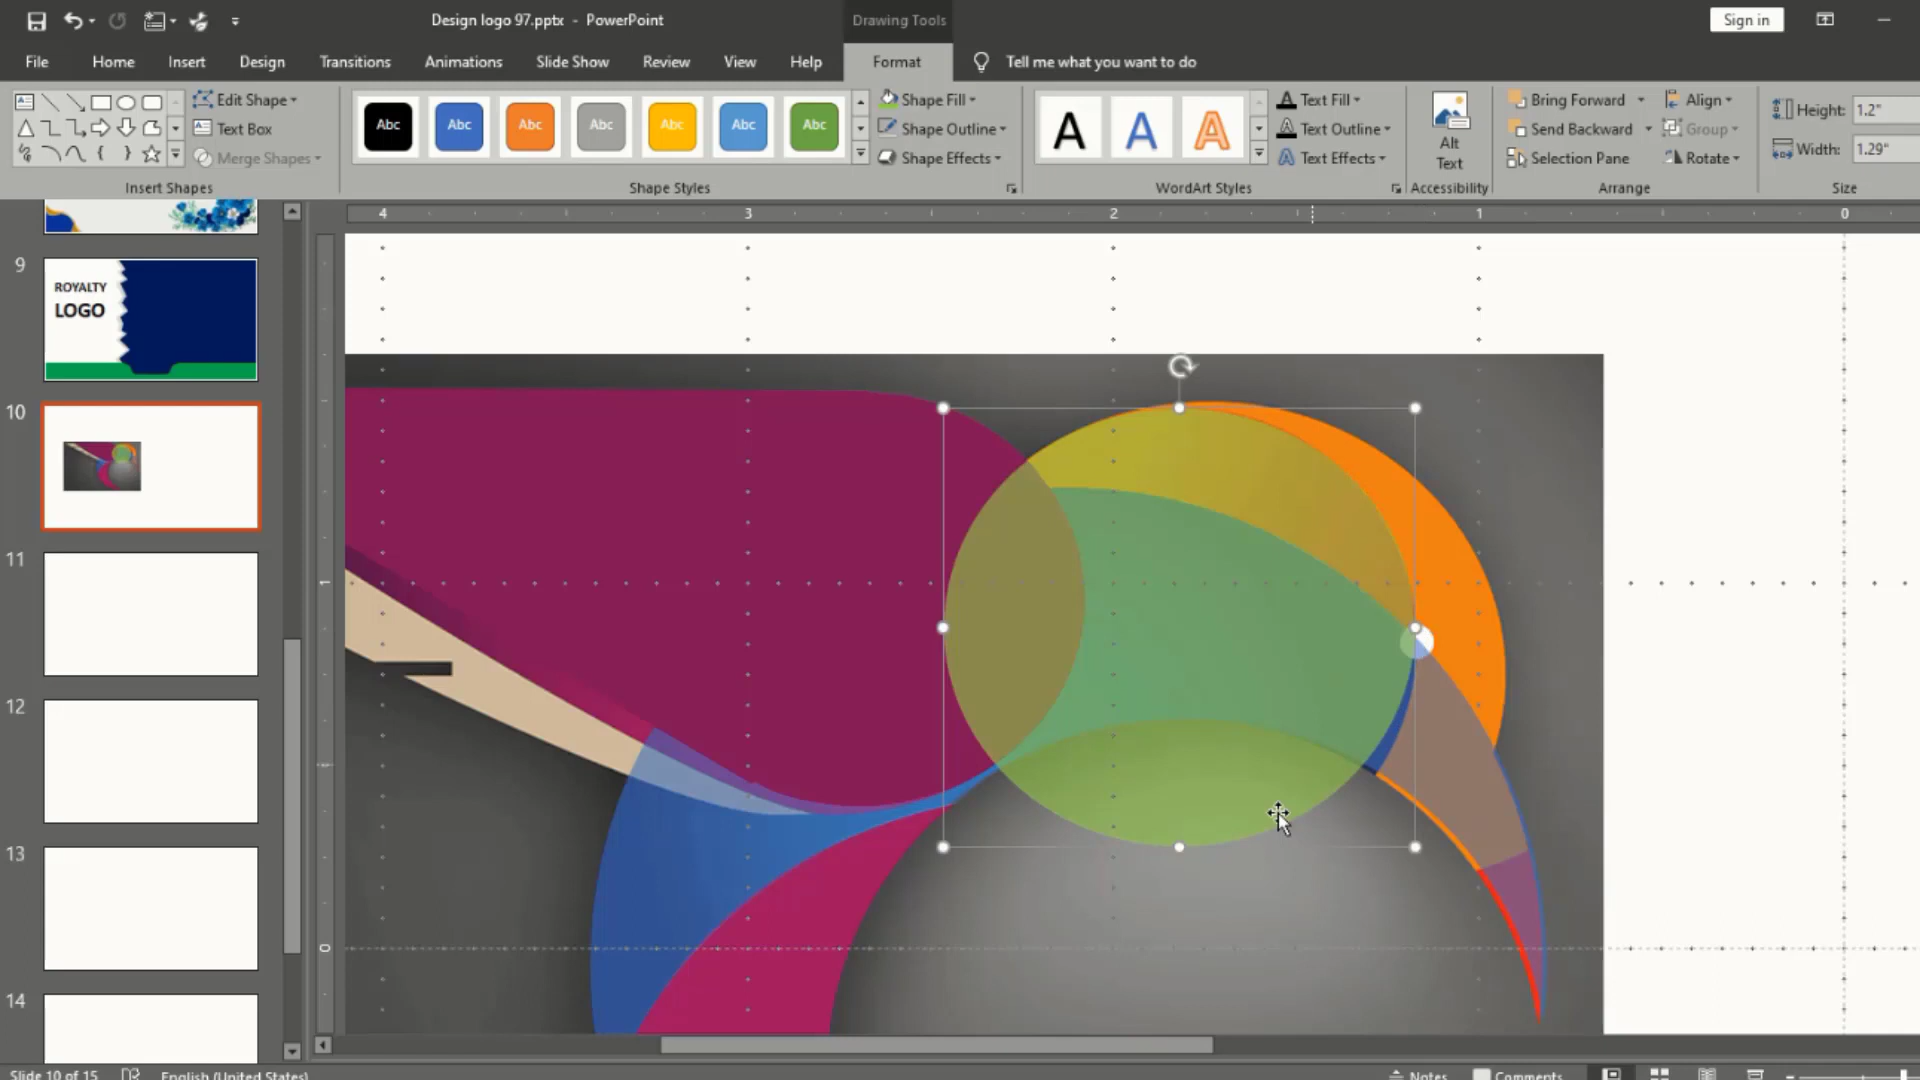 Design logo 97.pptx - PowerPoint
Drawing Tools
Sign in
File
Home
Insert
Design
Transitions
Animations
Slide Show
Review
View
Help
Format
Tell me what you want to do
Edit Shape
Text Box
Merge Shapes
Insert Shapes
Abc
Abc
Abc
Abc
Abc
Abc
Abc
Shape Fill
Shape Outline
Shape Effects
Shape Styles
A
A
A
Text Fill
Text Outline
Text Effects
WordArt Styles
Alt
Text
Accessibility
Bring Forward
Send Backward
Selection Pane
Align
Group
Rotate
Arrange
Height:
1.2"
Width:
1.29"
Size
4
3
2
1
0
9
ROYALTY
LOGO
10
11
12
13
14
1
0
Slide 10 of 15
English (United States)
Notes
Comments